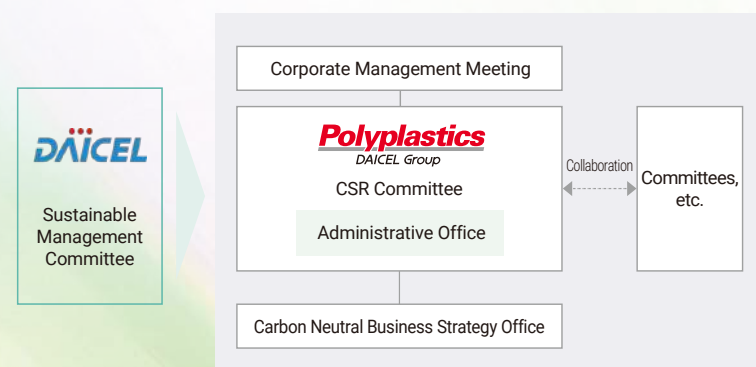 DAICEL
Sustainable
Management
Committee
Corporate Management Meeting
Polyplastics
DAICEL Group
CSR Committee
Administrative Office
Collaboration
Committees,
etc.
Carbon Neutral Business Strategy Office